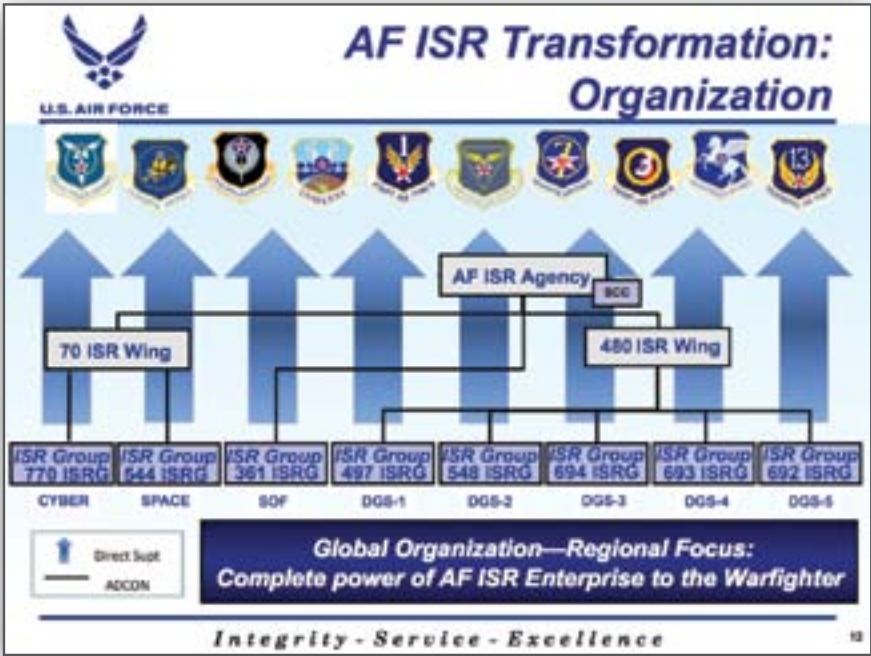 AF ISR Transformation:
Organization
U.S. AIR FORCE
AF ISR Agency
SCC
70 ISR Wing
480 ISR Wing
ISR Group
770 ISRG
ISR Group
544 ISRG
ISR Group
361 ISRG
ISR Group
497 ISRG
ISR Group
548 ISRG
ISR Group
694 ISRG
ISR Group
693 ISRG
ISR Group
692 ISRG
CYBER
SPACE
SOF
DGS-1
DGS-2
DGS-3
DGS-4
DGS-5
Direct Supt
ADCON
Global Organization—Regional Focus:
Complete power of AF ISR Enterprise to the Warfighter
Integrity - Service - Excellence